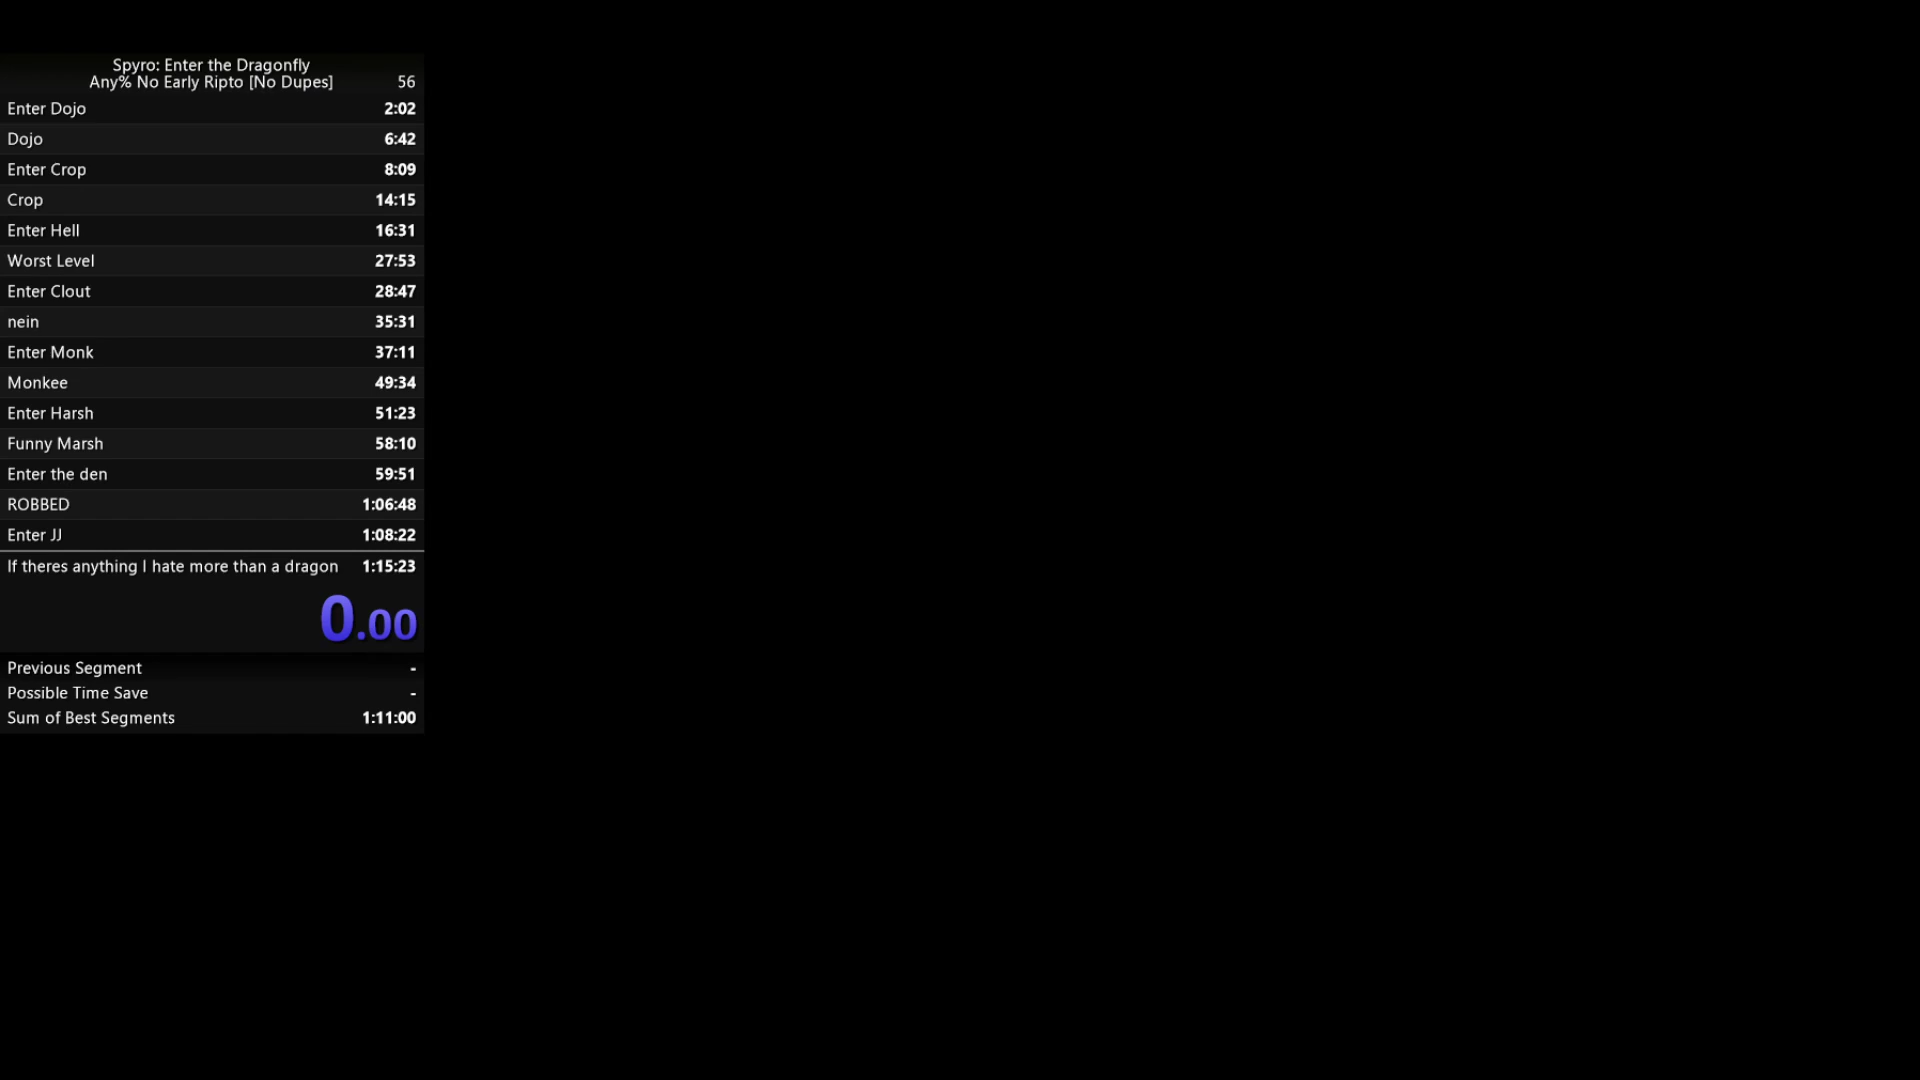 Spyro: Enter the Dragonfly
Any% No Early Ripto [No Dupes] 56
Enter Dojo 2:02
Dojo 6:42
Enter Crop 8:09
Crop 14:15
Enter Hell 16:31
Worst Level 27:53
Enter Clout 28:47
nein 35:31
Enter Monk 37:11
Monkee 49:34
Enter Harsh 51:23
Funny Marsh 58:10
Enter the den 59:51
ROBBED 1:06:48
Enter JJ 1:08:22
If theres anything I hate more than a dragon 1:15:23
0.00
Previous Segment -
Possible Time Save -
Sum of Best Segments 1:11:00